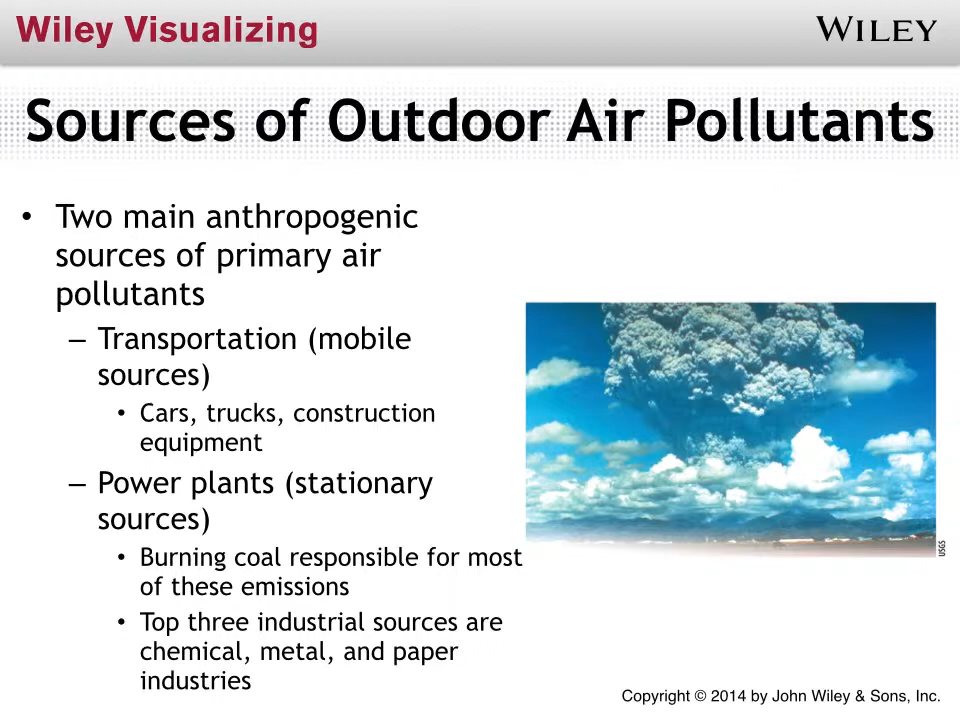 Wiley Visualizing
WILEY
Sources of Outdoor Air Pollutants
• Two main anthropogenic
sources of primary air
pollutants
– Transportation (mobile
sources)
• Cars, trucks, construction
equipment
– Power plants (stationary
sources)
• Burning coal responsible for most
of these emissions
• Top three industrial sources are
chemical, metal, and paper
industries
USGS
Copyright © 2014 by John Wiley & Sons, Inc.